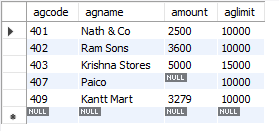 agcode agname amount aglimit
401 Nath & Co 2500 10000
402 Ram Sons 3600 10000
403 Krishna Stores 5000 15000
407 Paico NULL 10000
409 Kantt Mart 3279 10000
NULL NULL NULL NULL